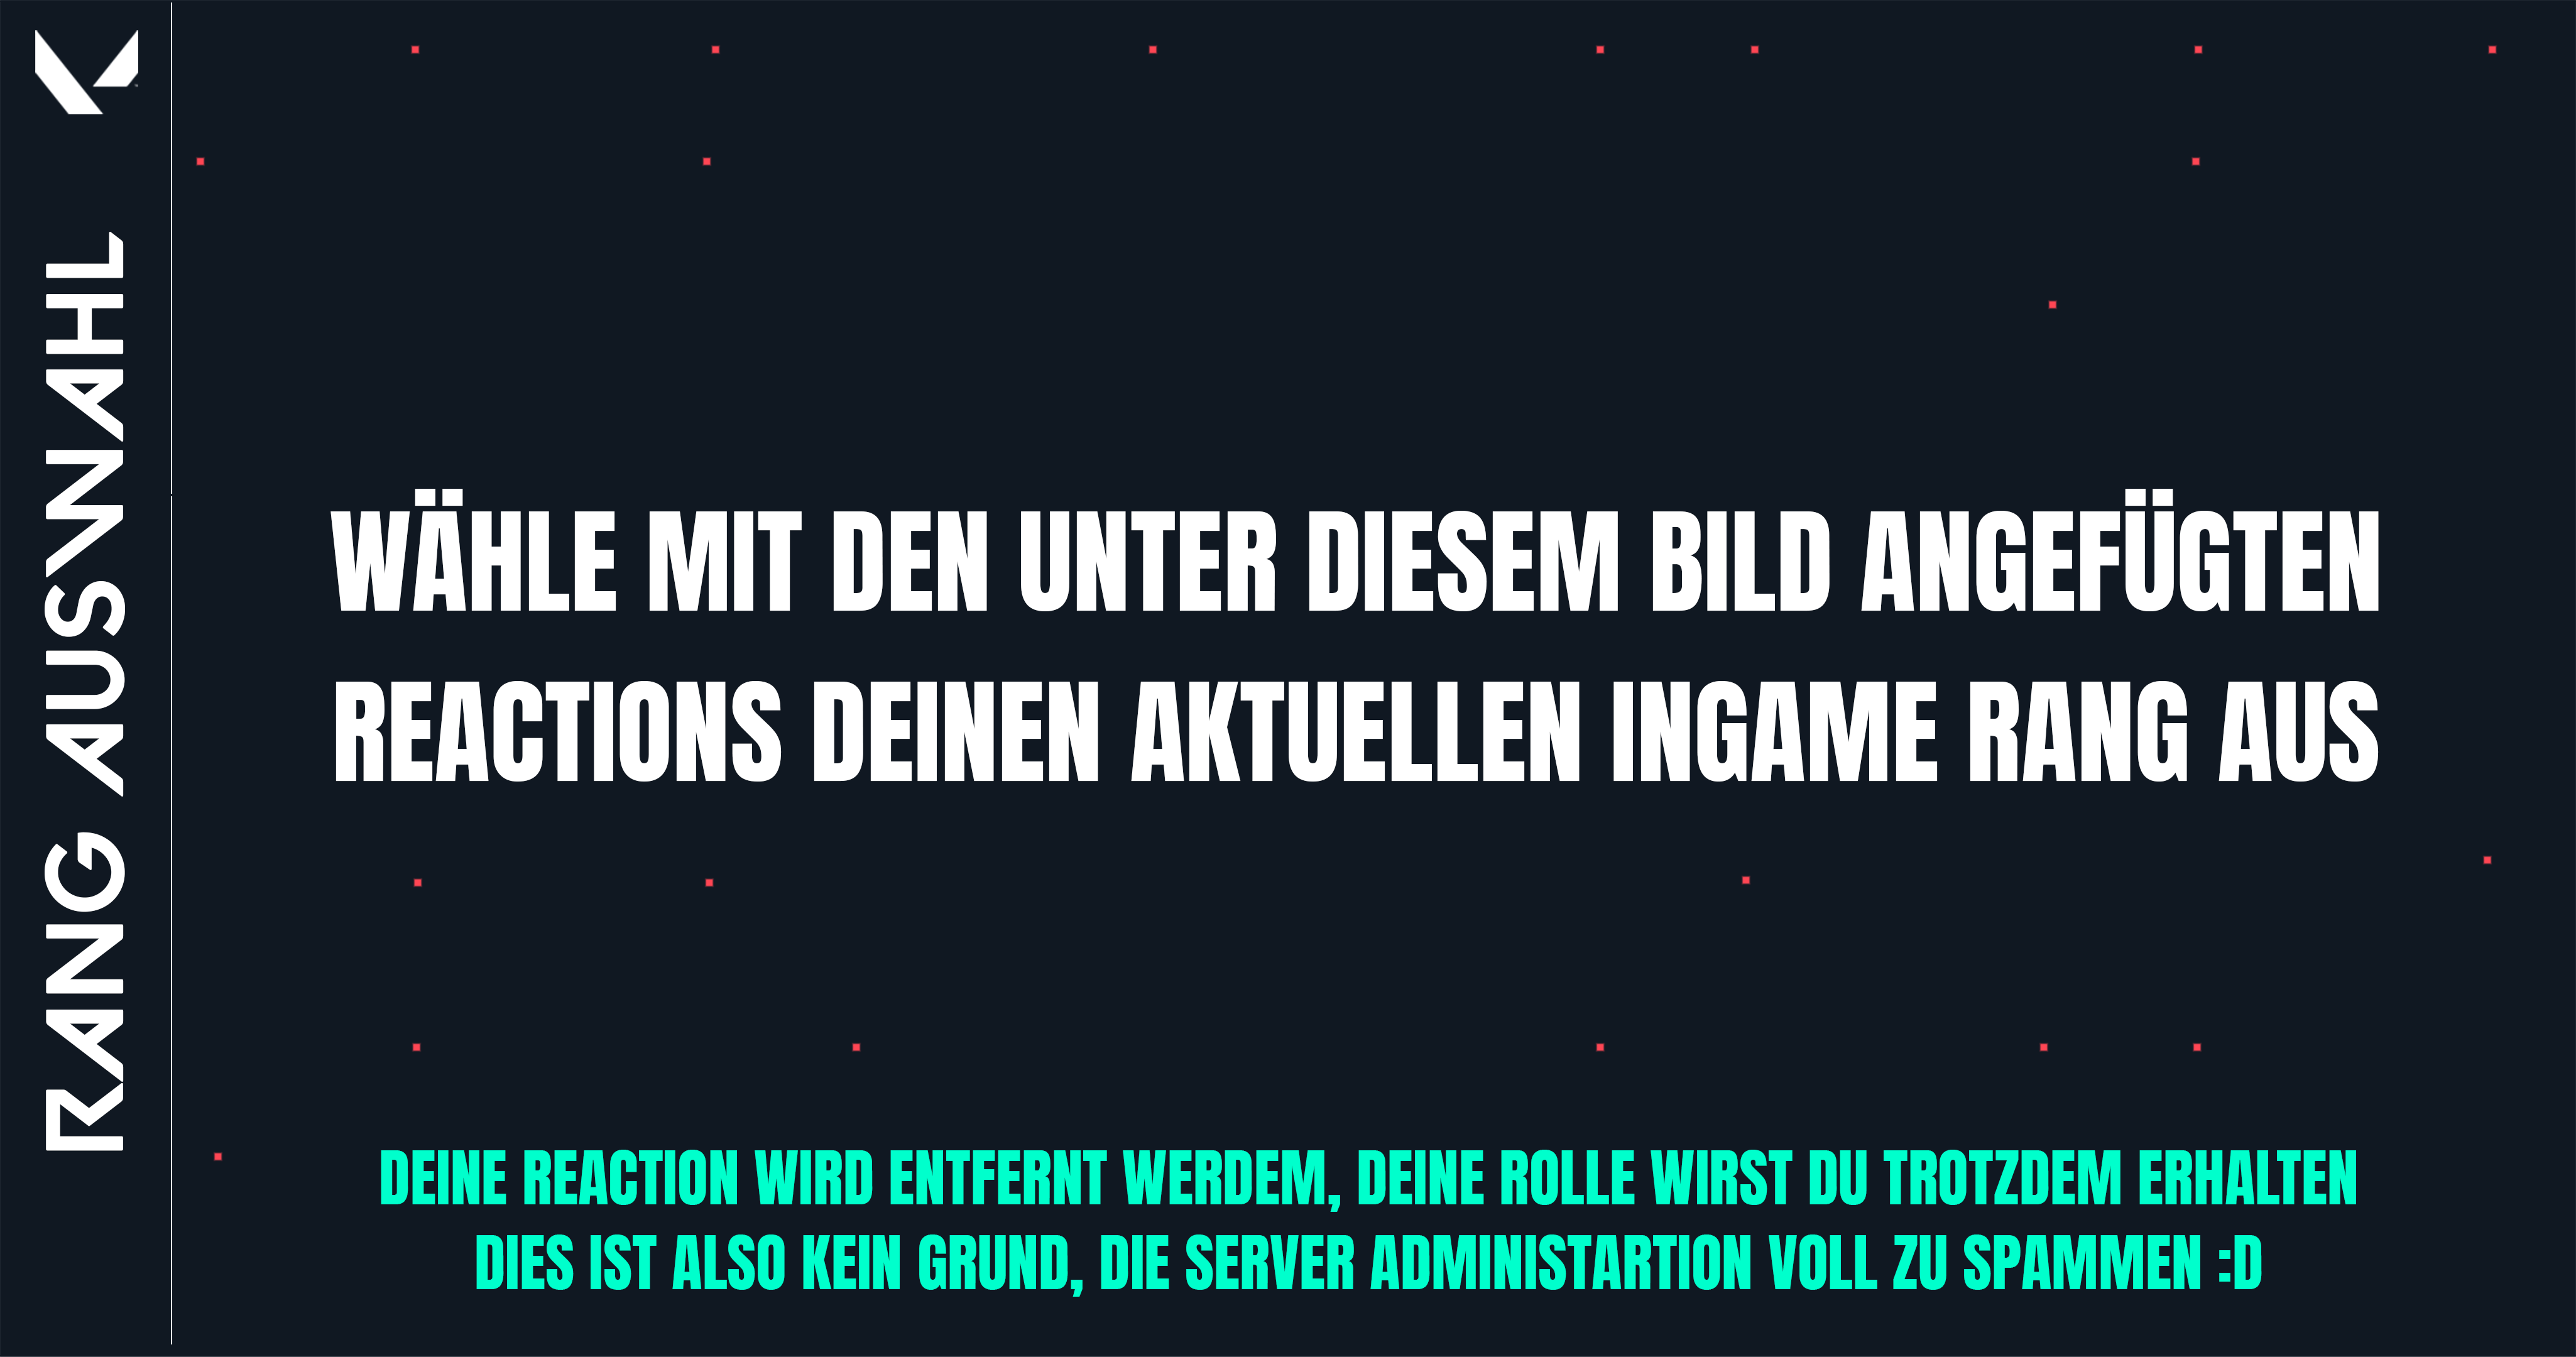 RANG AUSWAHL
WÄHLE MIT DEN UNTER DIESEM BILD ANGEFÜGTEN
REACTIONS DEINEN AKTUELLEN INGAME RANG AUS
DEINE REACTION WIRD ENTFERNT WERDEM, DEINE ROLLE WIRST DU TROTZDEM ERHALTEN
DIES IST ALSO KEIN GRUND, DIE SERVER ADMINISTARTION VOLL ZU SPAMMEN :D